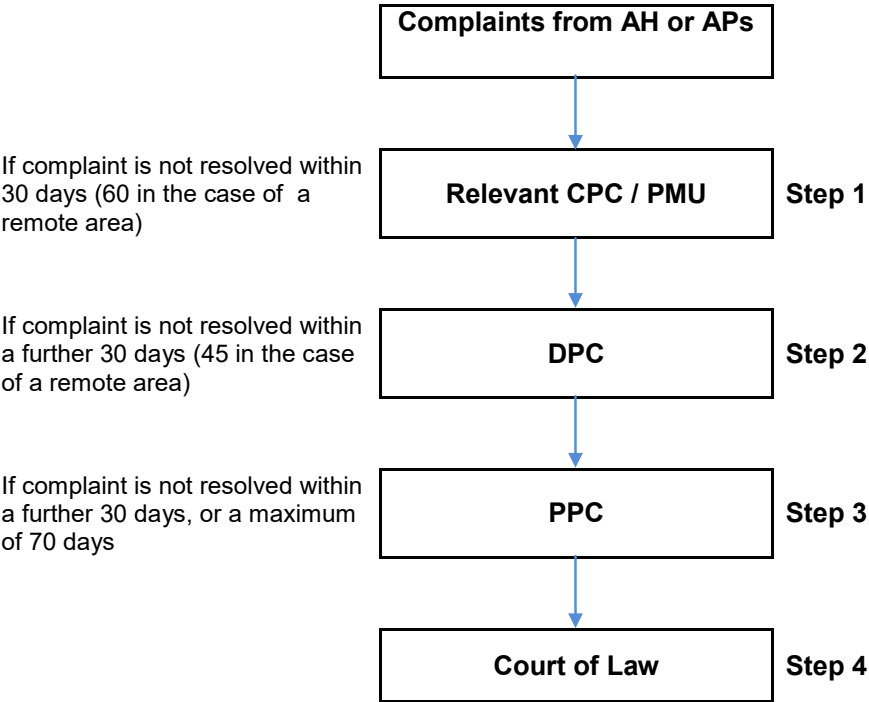 Complaints from AH or APs
If complaint is not resolved within
30 days (60 in the case of a
remote area)
Relevant CPC / PMU
Step 1
If complaint is not resolved within
a further 30 days (45 in the case
of a remote area)
DPC
Step 2
If complaint is not resolved within
a further 30 days, or a maximum
of 70 days
PPC
Step 3
Court of Law
Step 4